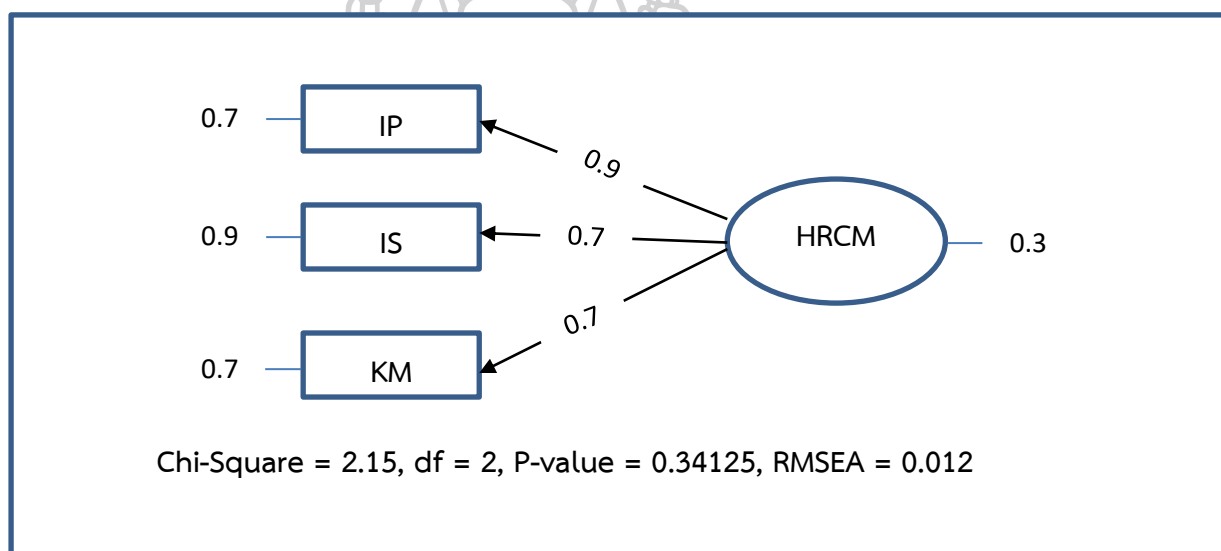 0.7 IP
0.9
0.9 IS 0.7 HRCM 0.3
0.7
0.7 KM
Chi-Square = 2.15, df = 2, P-value = 0.34125, RMSEA = 0.012